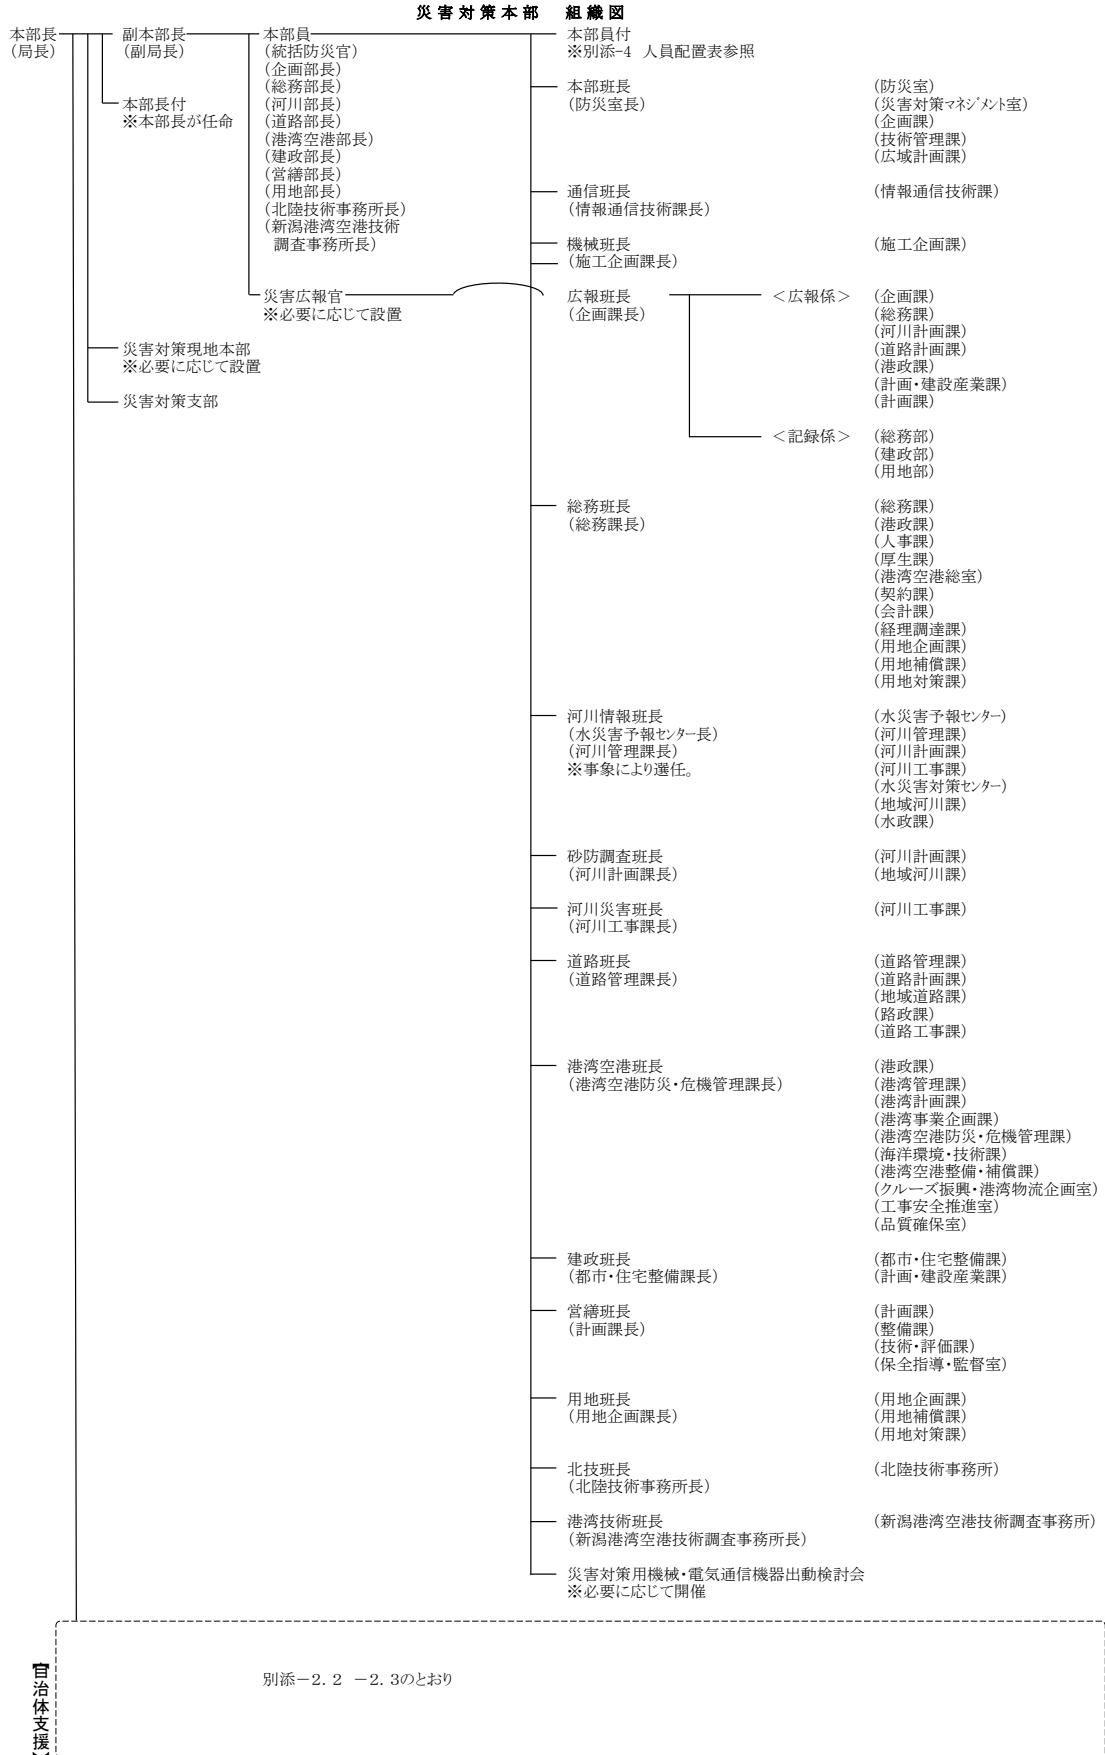 災害対策本部　組織図
本部長　副本部長　本部員　本部員付
(局長)　(副局長)　(統括防災官)　※別添-4 人員配置表参照
(企画部長)
(総務部長)　本部班長　(防災室)
本部長付　(河川部長)　(防災室長)　(災害対策マネジメント室)
※本部長が任命　(道路部長)　(企画課)
(港湾空港部長)　(技術管理課)
(建政部長)　(広域計画課)
(営繕部長)
(用地部長)　通信班長　(情報通信技術課)
(北陸技術事務所長)　(情報通信技術課長)
(新潟港湾空港技術
調査事務所長)　機械班長　(施工企画課)
(施工企画課長)
災害広報官　広報班長　＜広報係＞　(企画課)
※必要に応じて設置　(企画課長)　(総務課)
(河川計画課)
災害対策現地本部　(道路計画課)
※必要に応じて設置　(港政課)
(計画・建設産業課)
災害対策支部　(計画課)
＜記録係＞　(総務部)
(建政部)
(用地部)
総務班長　(総務課)
(総務課長)　(港政課)
(人事課)
(厚生課)
(港湾空港総室)
(契約課)
(会計課)
(経理調達課)
(用地企画課)
(用地補償課)
(用地対策課)
河川情報班長　(水災害予報センター)
(水災害予報センター長)　(河川管理課)
(河川管理課長)　(河川計画課)
※事象により選任。　(河川工事課)
(水災害対策センター)
(地域河川課)
(水政課)
砂防調査班長　(河川計画課)
(河川計画課長)　(地域河川課)
河川災害班長　(河川工事課)
(河川工事課長)
道路班長　(道路管理課)
(道路管理課長)　(道路計画課)
(地域道路課)
(路政課)
(道路工事課)
港湾空港班長　(港政課)
(港湾空港防災・危機管理課長)　(港湾管理課)
(港湾計画課)
(港湾事業企画課)
(港湾空港防災・危機管理課)
(海洋環境・技術課)
(港湾空港整備・補償課)
(クルーズ振興・港湾物流企画室)
(工事安全推進室)
(品質確保室)
建政班長　(都市・住宅整備課)
(都市・住宅整備課長)　(計画・建設産業課)
営繕班長　(計画課)
(計画課長)　(整備課)
(技術・評価課)
(保全指導・監督室)
用地班長　(用地企画課)
(用地企画課長)　(用地補償課)
(用地対策課)
北技班長　(北陸技術事務所)
(北陸技術事務所長)
港湾技術班長　(新潟港湾空港技術調査事務所)
(新潟港湾空港技術調査事務所長)
災害対策用機械・電気通信機器出動検討会
※必要に応じて開催
【自治体支援】
別添－2．2 －2．3のとおり